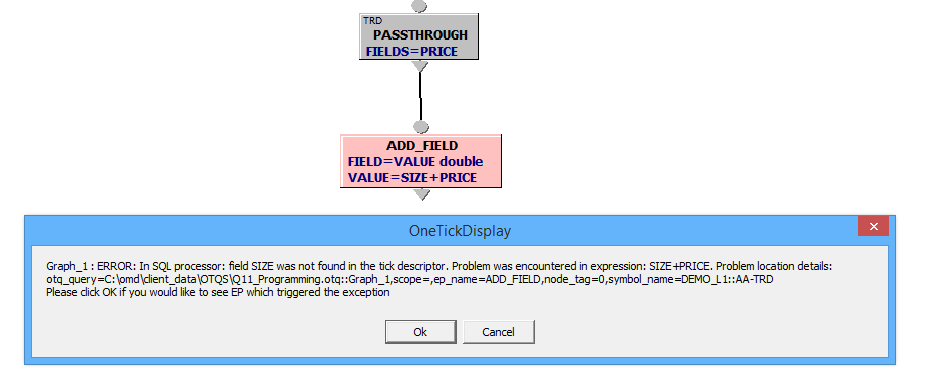 TRD
PASSTHROUGH
FIELDS=PRICE
ADD_FIELD
FIELD=VALUE double
VALUE=SIZE+PRICE
OneTickDisplay
Graph_1 : ERROR: In SQL processor: field SIZE was not found in the tick descriptor. Problem was encountered in expression: SIZE+PRICE. Problem location details:
otq_query=C:\omd\client_data\OTQS\Q11_Programming.otq::Graph_1,scope=,ep_name=ADD_FIELD,node_tag=0,symbol_name=DEMO_L1::AA-TRD
Please click OK if you would like to see EP which triggered the exception
Ok
Cancel